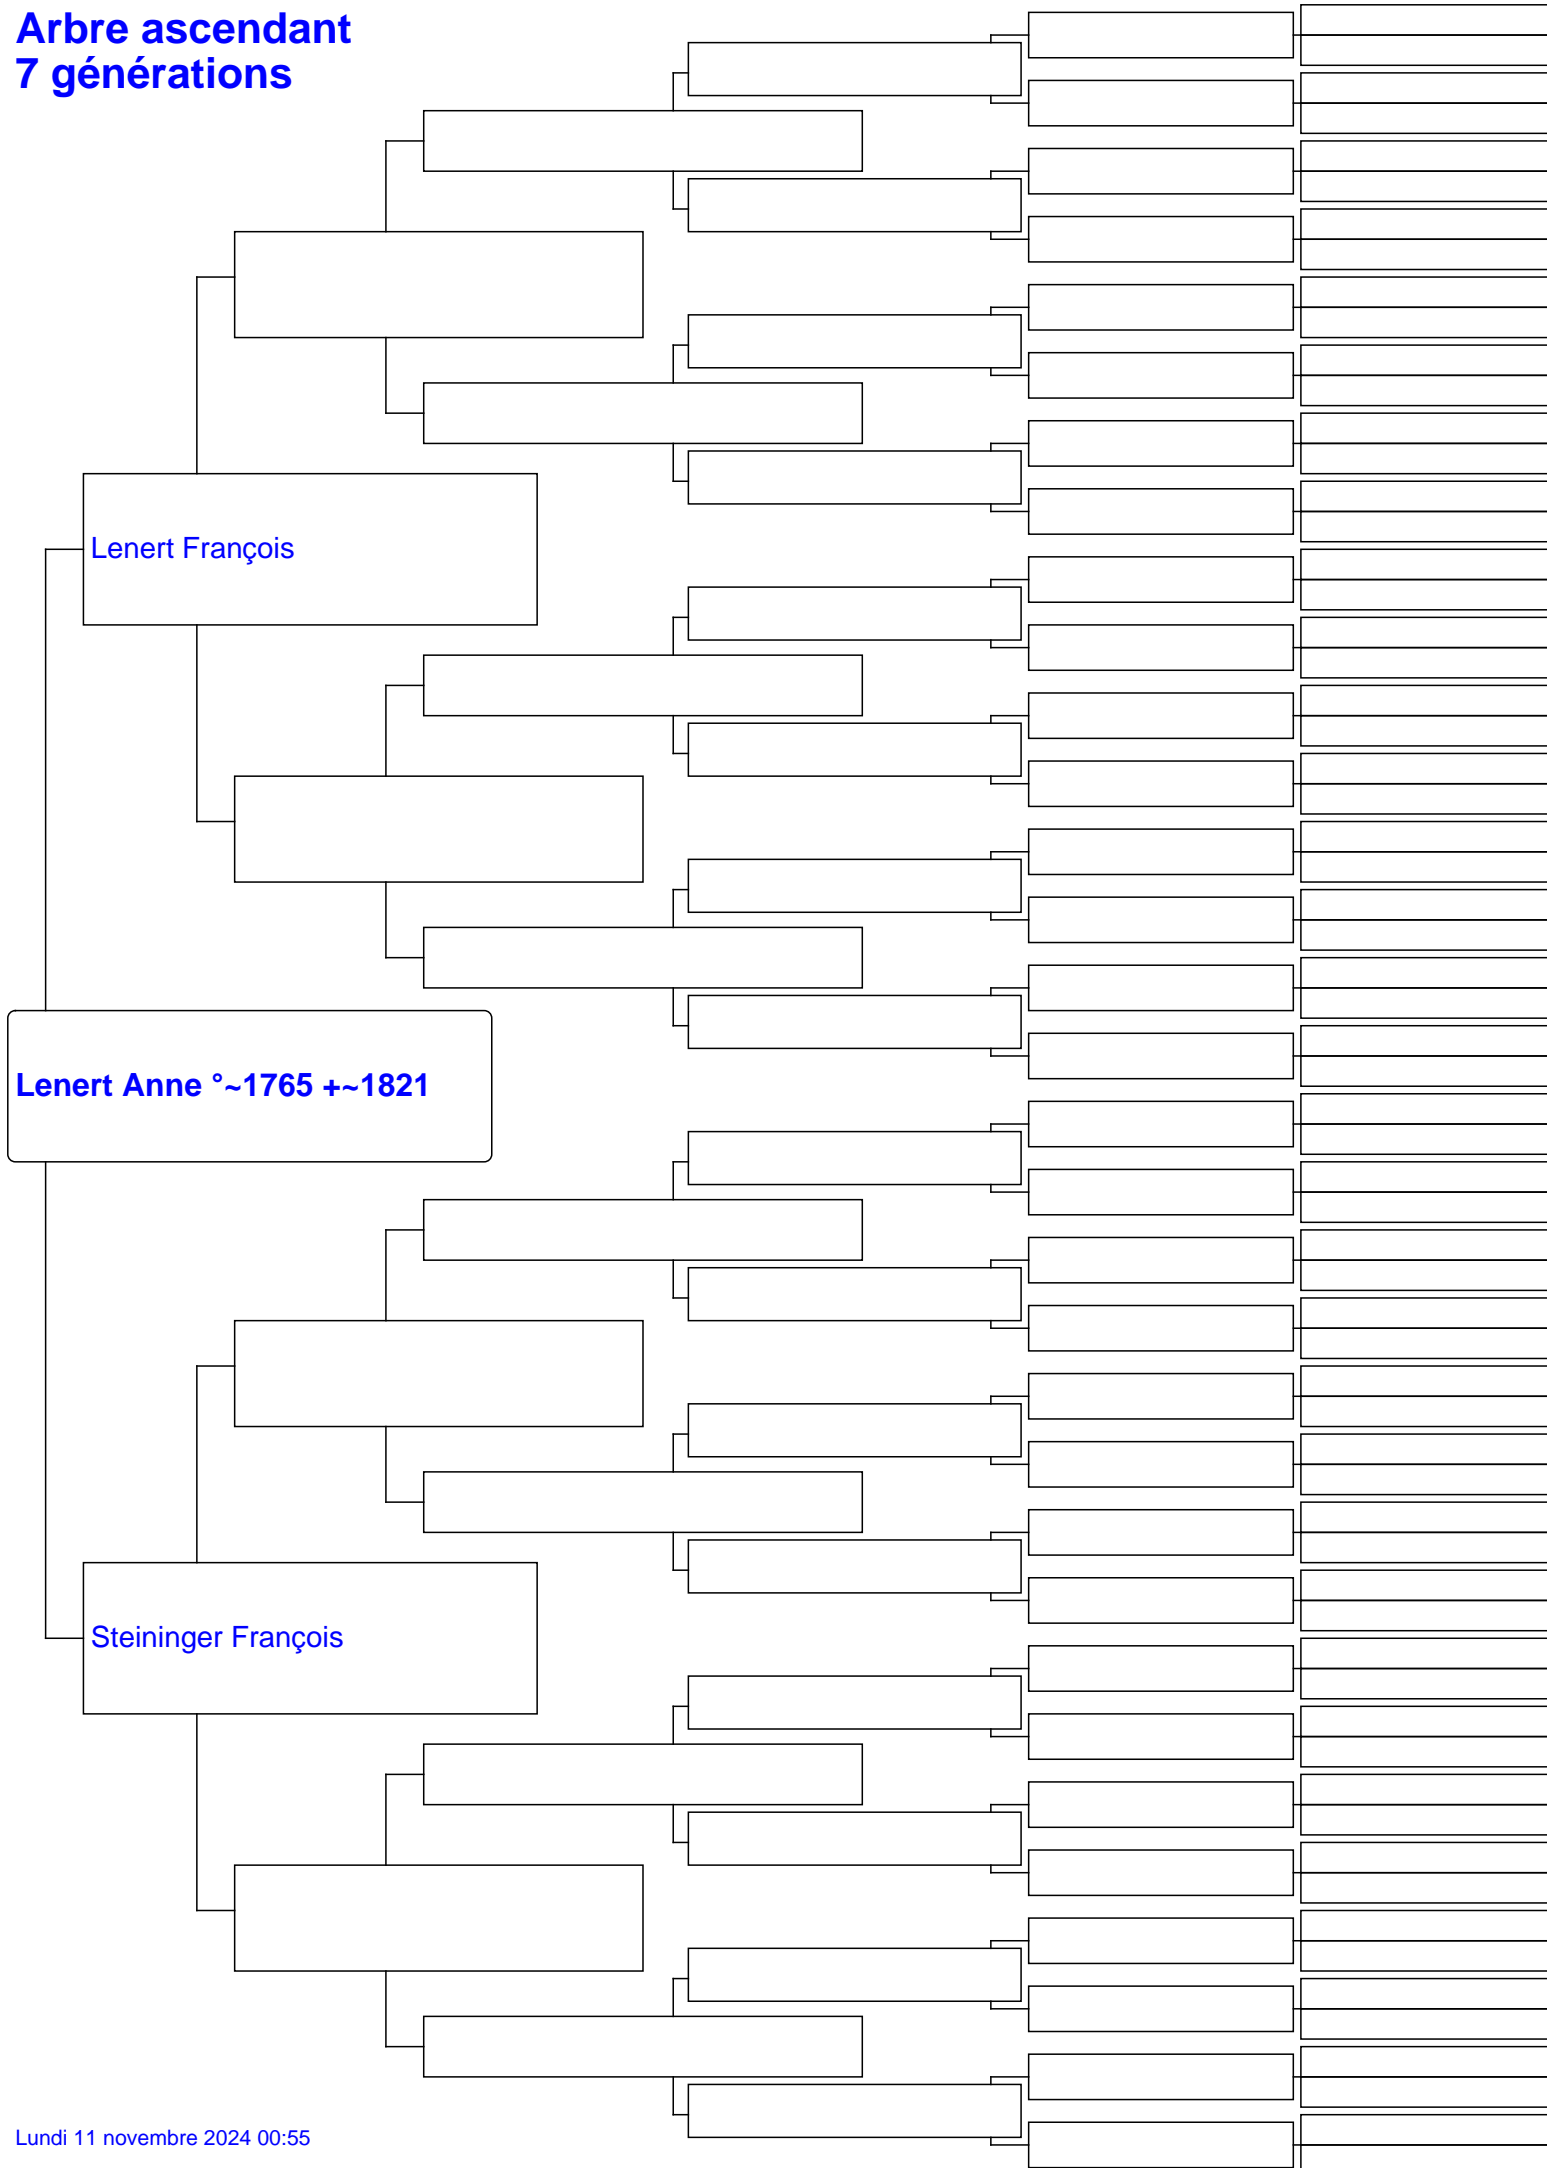 Arbre ascendant
7 générations
Lenert François
Lenert Anne °~1765 +~1821
Steininger François
Lundi 11 novembre 2024 00:55